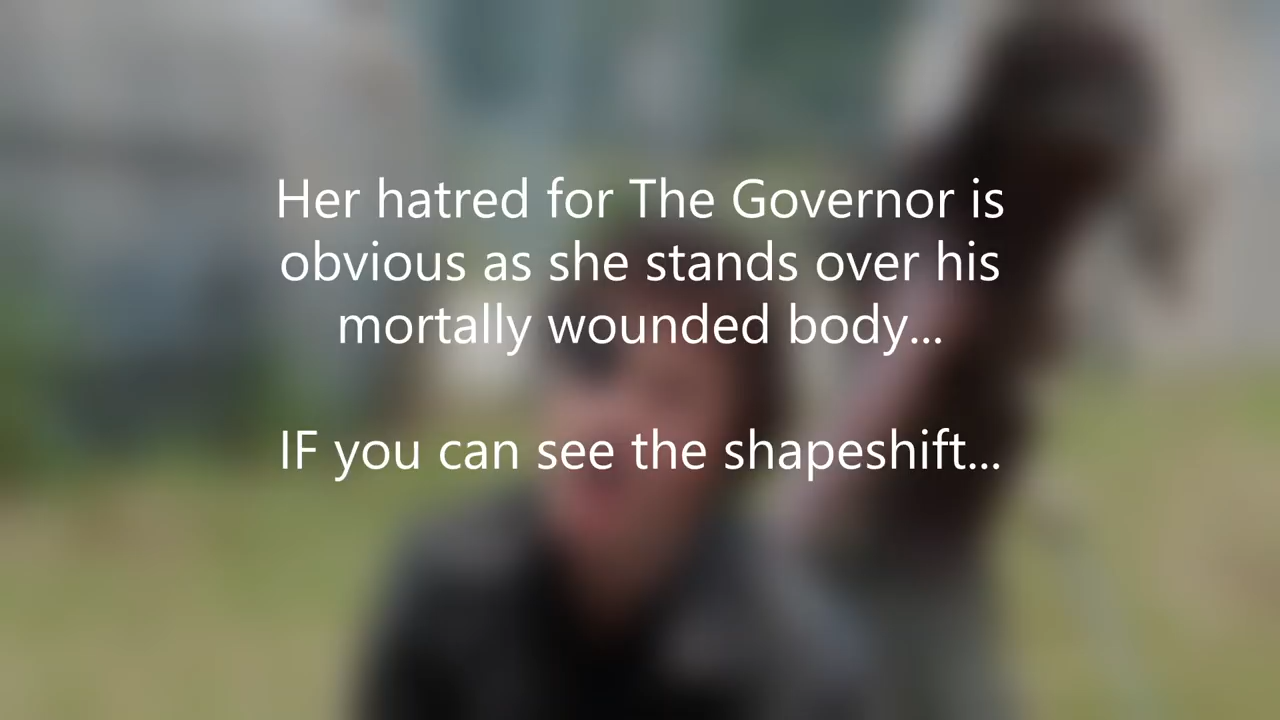 Her hatred for The Governor is
obvious as she stands over his
mortally wounded body...
IF you can see the shapeshift...